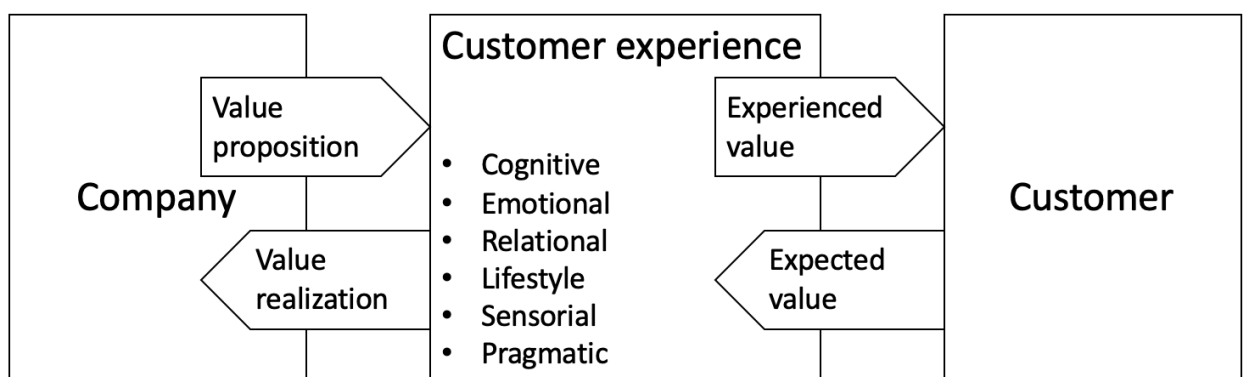 Company
Value
proposition
Value
realization
Customer experience
• Cognitive
• Emotional
• Relational
• Lifestyle
• Sensorial
• Pragmatic
Experienced
value
Expected
value
Customer